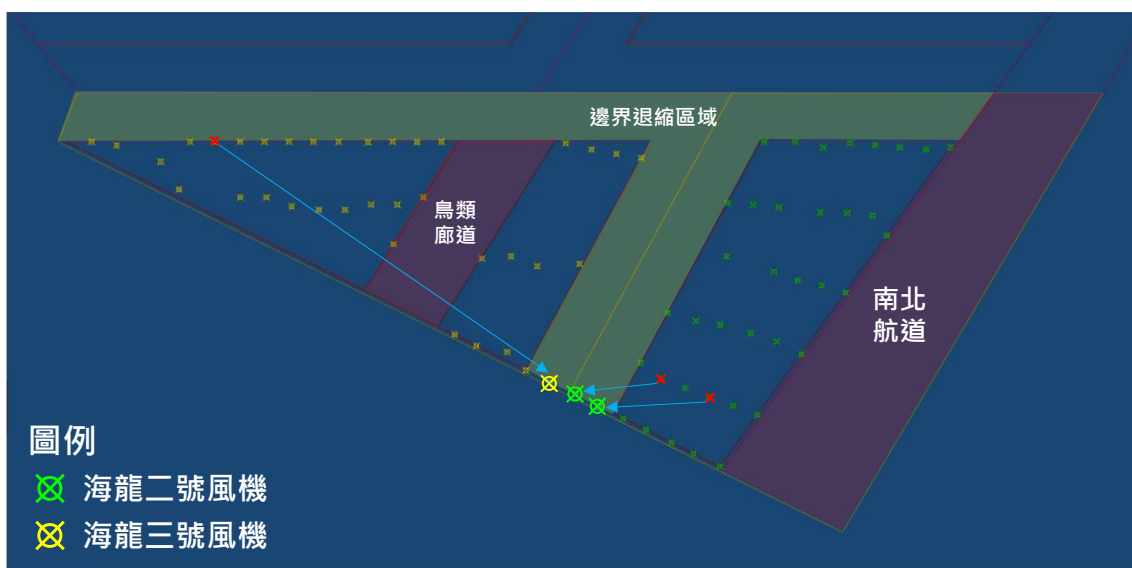 邊界退縮區域
鳥類
廊道
南北
航道
圖例
海龍二號風機
海龍三號風機